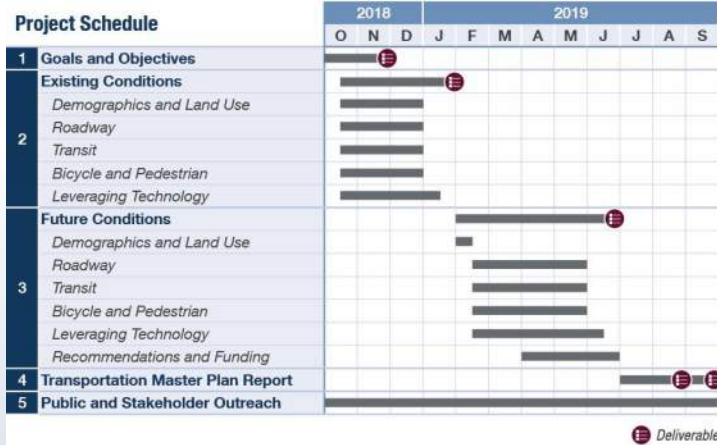 2018 2019
Project Schedule
O N D J F M A M J J A S
1 Goals and Objectives
Existing Conditions
Demographics and Land Use
Roadway
2
Transit
Bicycle and Pedestrian
Leveraging Technology
Future Conditions
Demographics and Land Use
Roadway
3
Transit
Bicycle and Pedestrian
Leveraging Technology
Recommendations and Funding
4 Transportation Master Plan Report
5 Public and Stakeholder Outreach
Deliverable